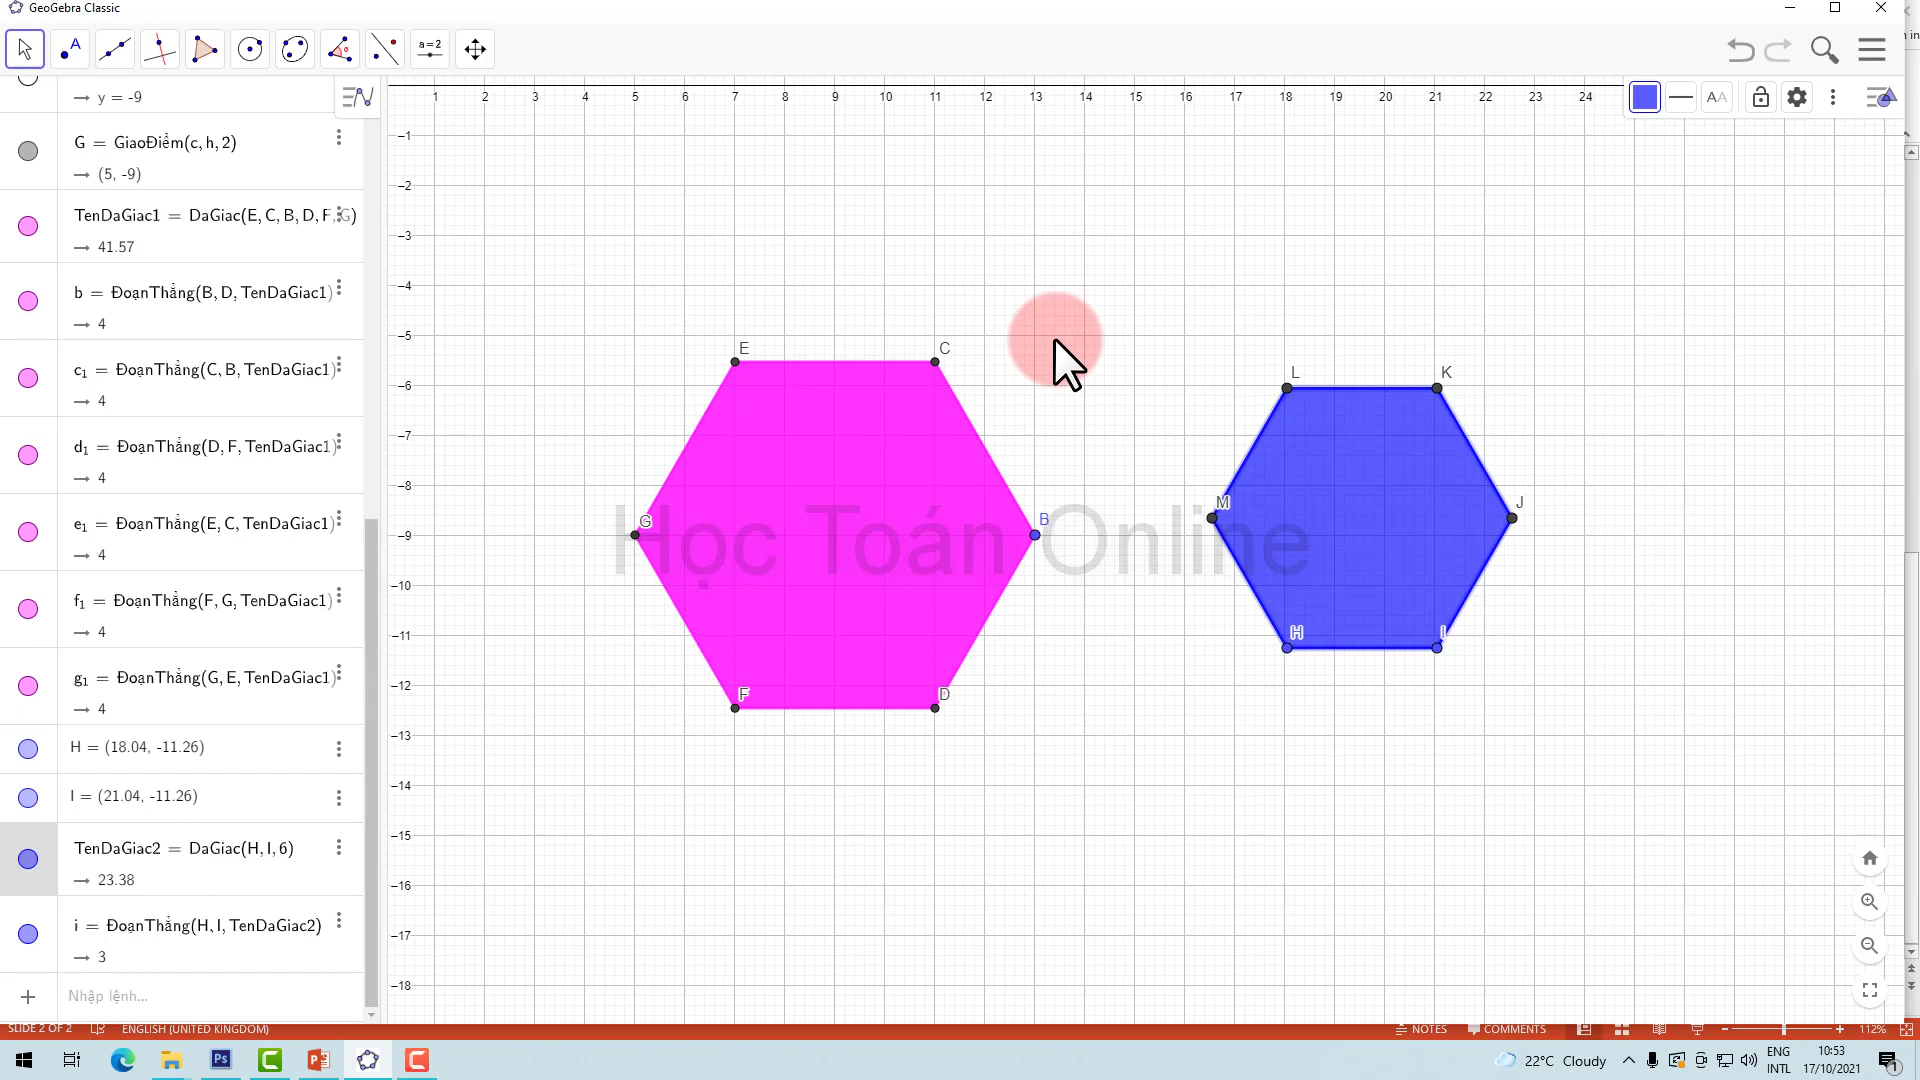 GeoGebra Classic
A
a=2
→ y = -9
G = GiaoĐiểm(c, h, 2)
→ (5, -9)
TenDaGiac1 = DaGiac(E, C, B, D, F, G)
→ 41.57
b = ĐoạnThẳng(B, D, TenDaGiac1)
→ 4
c₁ = ĐoạnThẳng(C, B, TenDaGiac1)
→ 4
d₁ = ĐoạnThẳng(D, F, TenDaGiac1)
→ 4
e₁ = ĐoạnThẳng(E, C, TenDaGiac1)
→ 4
f₁ = ĐoạnThẳng(F, G, TenDaGiac1)
→ 4
g₁ = ĐoạnThẳng(G, E, TenDaGiac1)
→ 4
H = (18.04, -11.26)
I = (21.04, -11.26)
TenDaGiac2 = DaGiac(H, I, 6)
→ 23.38
i = ĐoạnThẳng(H, I, TenDaGiac2)
→ 3
Nhập lệnh...
1 2 3 4 5 6 7 8 9 10 11 12 13 14 15 16 17 18 19 20 21 22 23 24
AA
−1
−2
−3
−4
−5
−6
−7
−8
−9
−10
−11
−12
−13
−14
−15
−16
−17
−18
E C
L K
M J
G B
H I
F D
Học Toán Online
SLIDE 2 OF 2 ENGLISH (UNITED KINGDOM) NOTES COMMENTS 112%
Ps
22°C Cloudy
ENG
INTL
10:53
17/10/2021
1